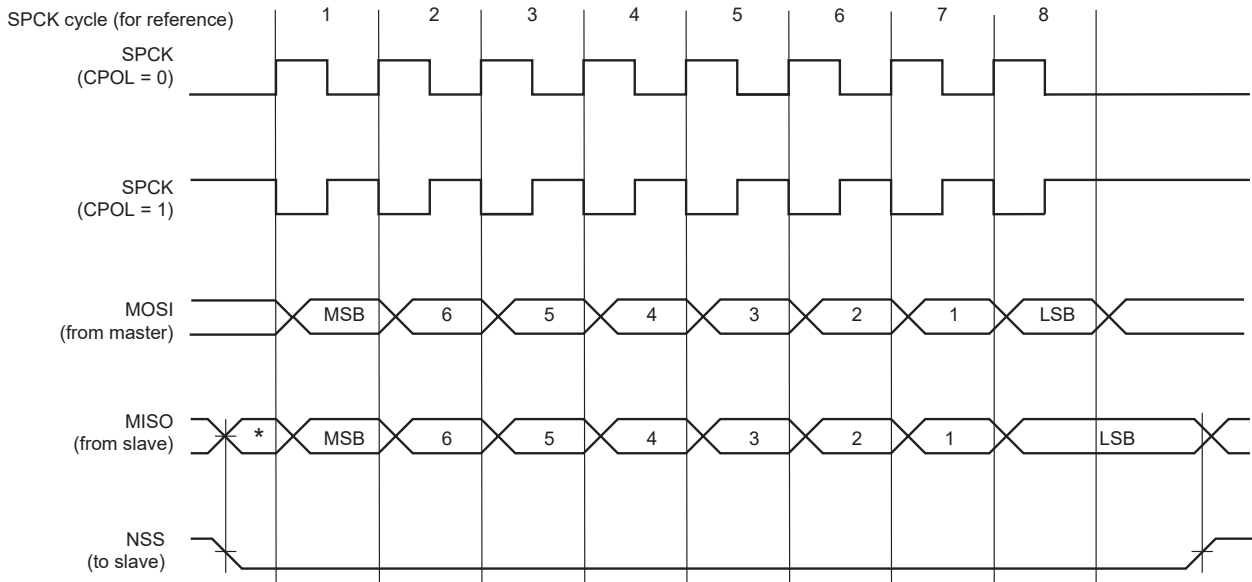 SPCK cycle (for reference) 1 2 3 4 5 6 7 8
SPCK
(CPOL = 0)
SPCK
(CPOL = 1)
MOSI
(from master)
MSB 6 5 4 3 2 1 LSB
MISO
(from slave)
* MSB 6 5 4 3 2 1 LSB
NSS
(to slave)